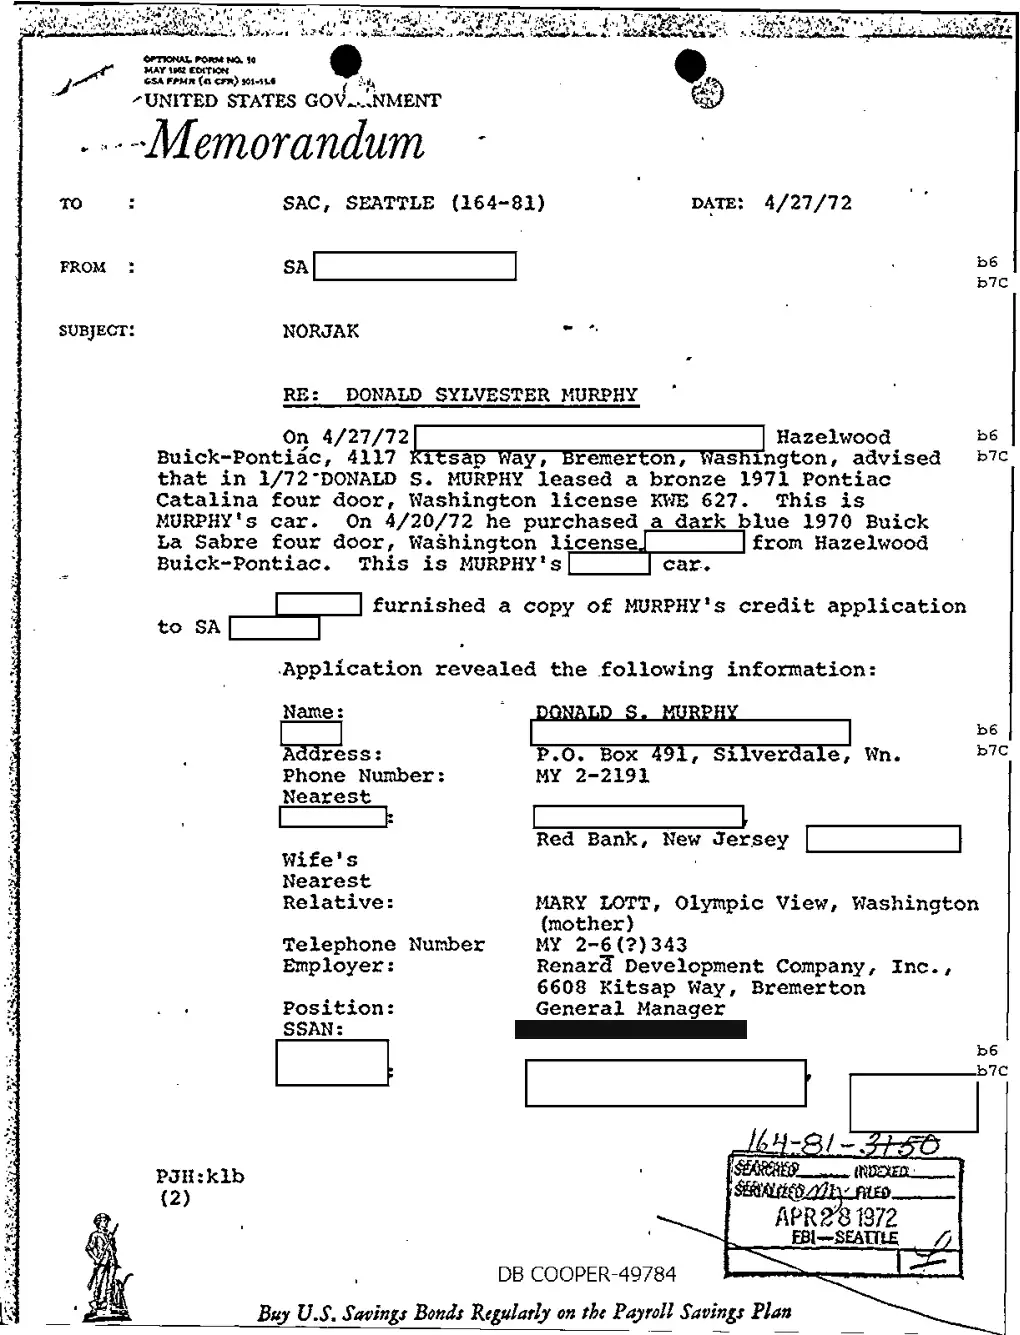 OPTIONAL FORM NO. 10
MAY 1962 EDITION
GSA FPMR (41 CFR) 101-11.6
UNITED STATES GOV NMENT
Memorandum
TO : SAC, SEATTLE (164-81) DATE: 4/27/72
FROM : SA b6
b7C
SUBJECT: NORJAK
RE: DONALD SYLVESTER MURPHY
On 4/27/72 Hazelwood b6
Buick-Pontiac, 4117 Kitsap Way, Bremerton, Washington, advised b7C
that in 1/72 DONALD S. MURPHY leased a bronze 1971 Pontiac
Catalina four door, Washington license KWE 627. This is
MURPHY's car. On 4/20/72 he purchased a dark blue 1970 Buick
La Sabre four door, Washington license from Hazelwood
Buick-Pontiac. This is MURPHY's car.
furnished a copy of MURPHY's credit application
to SA
Application revealed the following information:
Name: DONALD S. MURPHY
b6
Address: P.O. Box 491, Silverdale, Wn. b7C
Phone Number: MY 2-2191
Nearest
: ,
Red Bank, New Jersey
Wife's
Nearest
Relative: MARY LOTT, Olympic View, Washington
(mother)
Telephone Number MY 2-6(?)343
Employer: Renard Development Company, Inc.,
6608 Kitsap Way, Bremerton
Position: General Manager
SSAN:
b6
: , b7C
164-81-3150
SEARCHED INDEXED
SERIALIZED FILED
PJH:klb
(2)
APR 28 1972
FBI—SEATTLE
DB COOPER-49784
Buy U.S. Savings Bonds Regularly on the Payroll Savings Plan